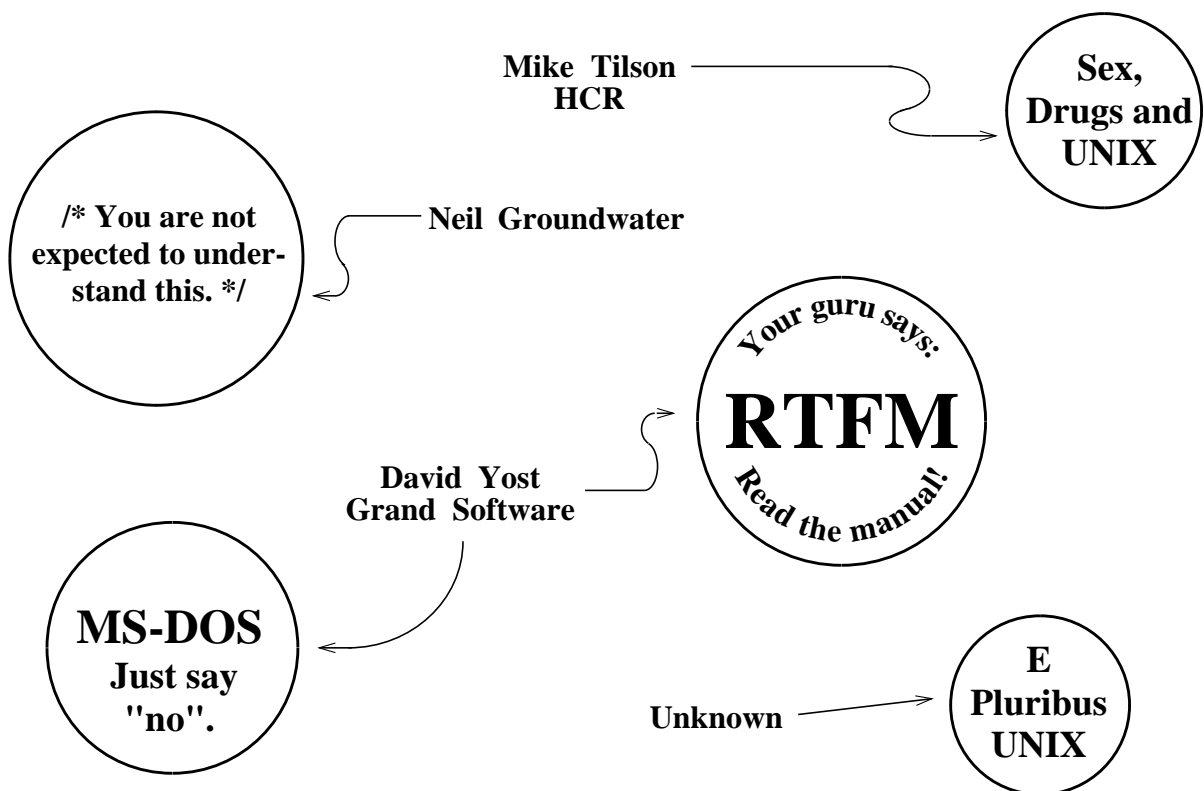 Mike Tilson
HCR
Sex,
Drugs and
UNIX
/* You are not
expected to under-
stand this. */
Neil Groundwater
Your guru says:
RTFM
Read the manual!
David Yost
Grand Software
MS-DOS
Just say
"no".
Unknown
E
Pluribus
UNIX